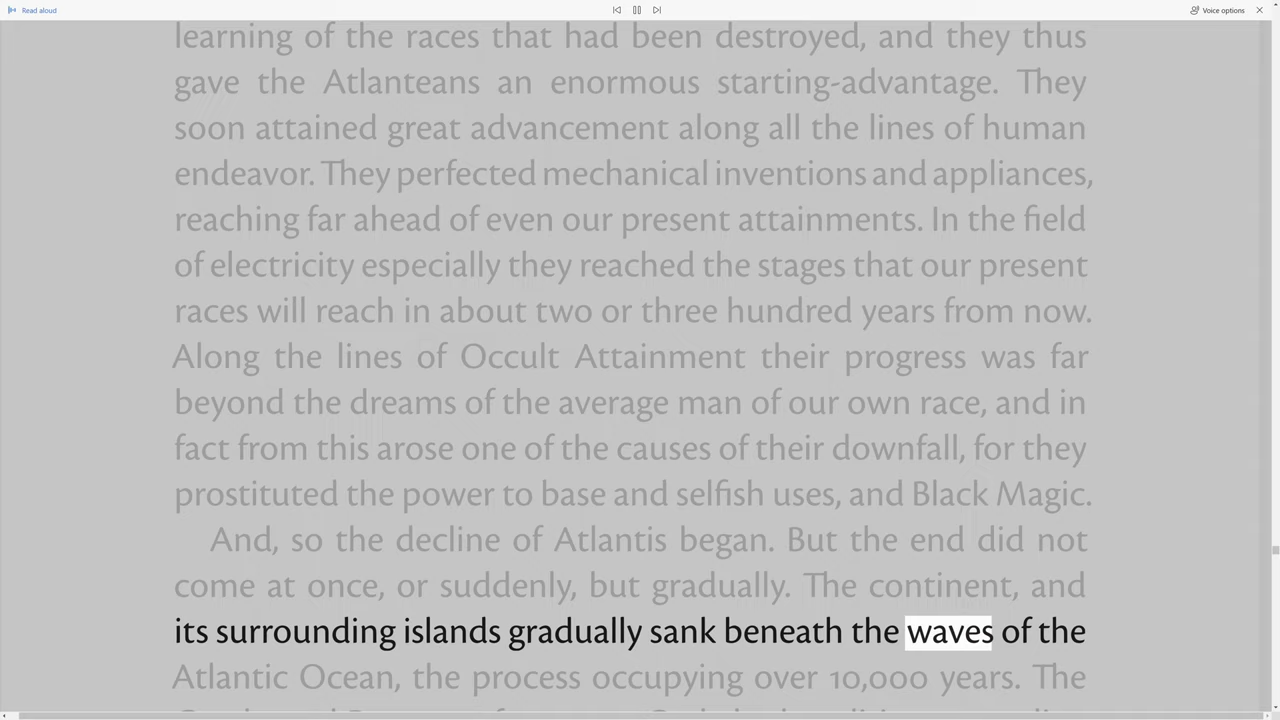 Read aloud
Voice options
learning of the races that had been destroyed, and they thus
gave the Atlanteans an enormous starting-advantage. They
soon attained great advancement along all the lines of human
endeavor. They perfected mechanical inventions and appliances,
reaching far ahead of even our present attainments. In the field
of electricity especially they reached the stages that our present
races will reach in about two or three hundred years from now.
Along the lines of Occult Attainment their progress was far
beyond the dreams of the average man of our own race, and in
fact from this arose one of the causes of their downfall, for they
prostituted the power to base and selfish uses, and Black Magic.
And, so the decline of Atlantis began. But the end did not
come at once, or suddenly, but gradually. The continent, and
its surrounding islands gradually sank beneath the waves of the
Atlantic Ocean, the process occupying over 10,000 years. The